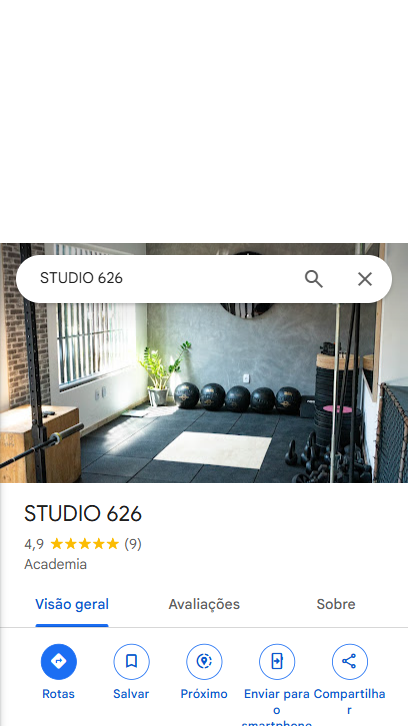 STUDIO 626
STUDIO 626
4,9 (9)
Academia
Visão geral Avaliações Sobre
Rotas Salvar Próximo Enviar para o smartphone Compartilhar